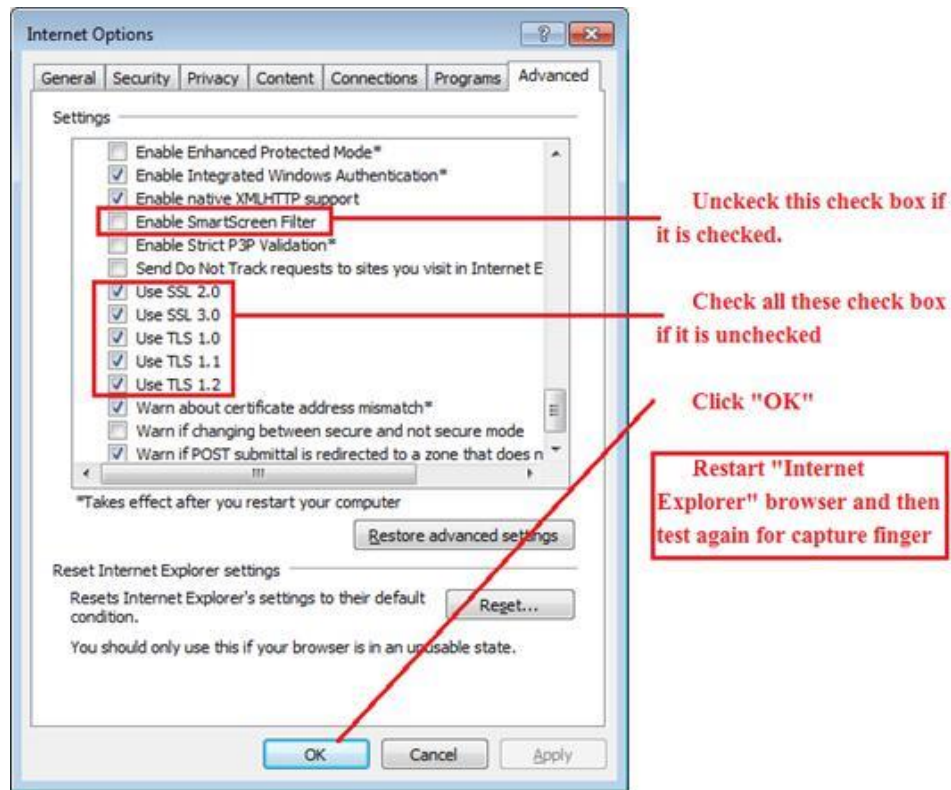 Internet Options
General Security Privacy Content Connections Programs Advanced
Settings
Enable Enhanced Protected Mode*
Enable Integrated Windows Authentication*
Enable native XMLHTTP support
Enable SmartScreen Filter
Enable Strict P3P Validation*
Send Do Not Track requests to sites you visit in Internet E
Use SSL 2.0
Use SSL 3.0
Use TLS 1.0
Use TLS 1.1
Use TLS 1.2
Warn about certificate address mismatch*
Warn if changing between secure and not secure mode
Warn if POST submittal is redirected to a zone that does n
*Takes effect after you restart your computer
Restore advanced settings
Reset Internet Explorer settings
Resets Internet Explorer's settings to their default
condition.
Reset...
You should only use this if your browser is in an unusable state.
OK Cancel Apply
Unckeck this check box if
it is checked.
Check all these check box
if it is unchecked
Click "OK"
Restart "Internet
Explorer" browser and then
test again for capture finger